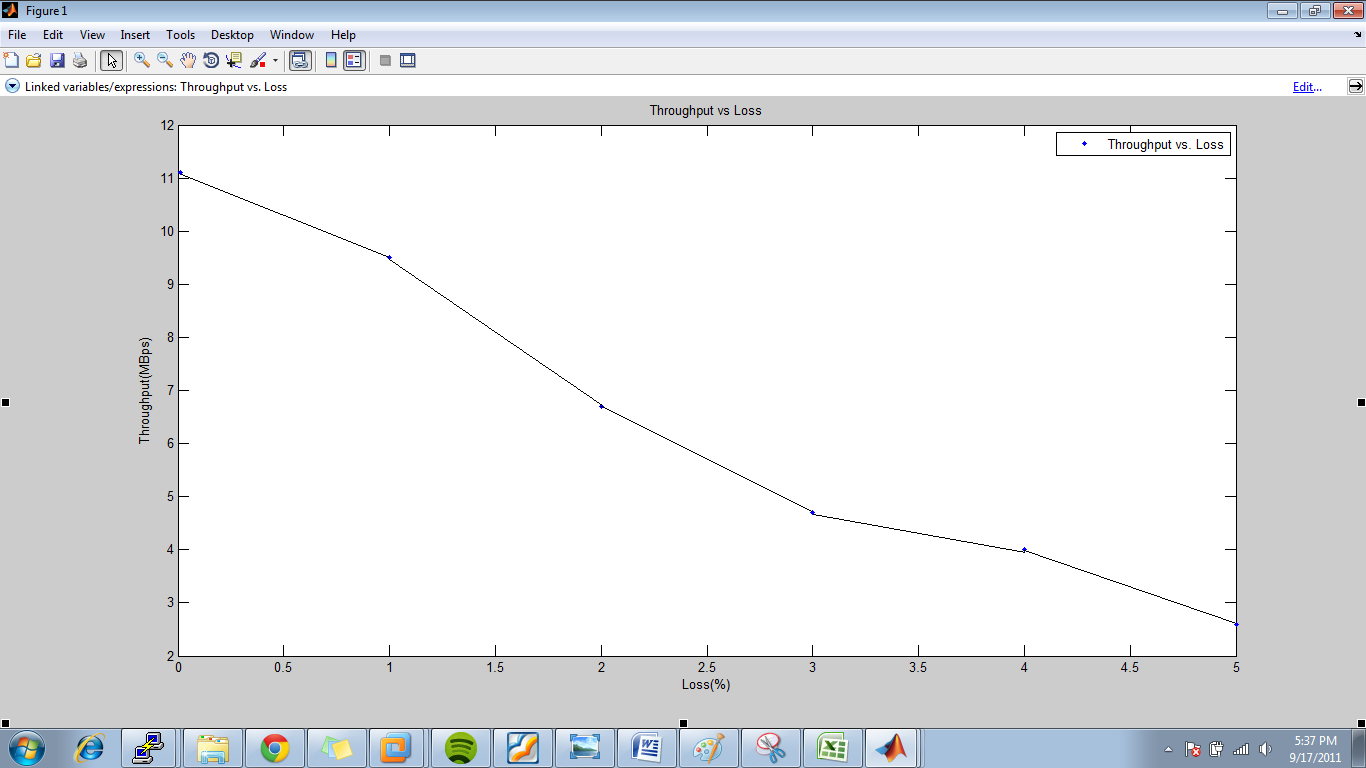 Figure 1
File Edit View Insert Tools Desktop Window Help
Linked variables/expressions: Throughput vs. Loss Edit...
Throughput vs Loss
Throughput vs. Loss
12
11
10
9
8
7
6
5
4
3
2
Throughput(MBps)
0 0.5 1 1.5 2 2.5 3 3.5 4 4.5 5
Loss(%)
5:37 PM
9/17/2011